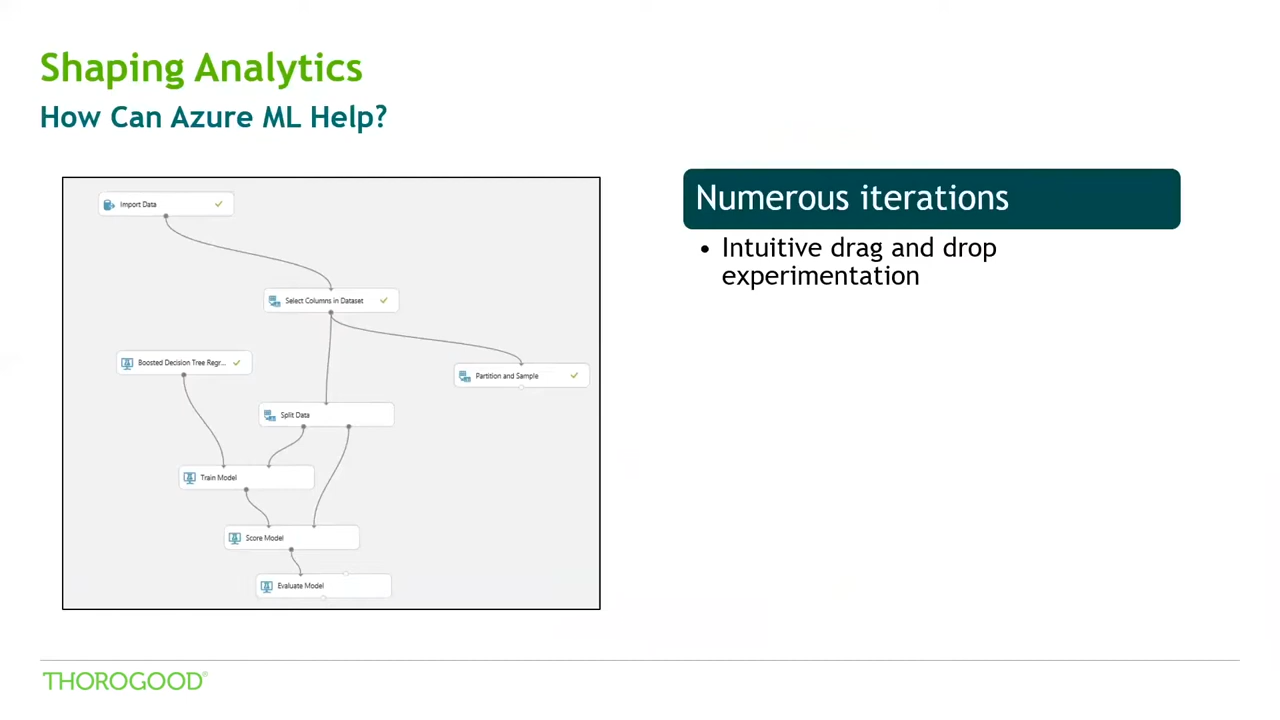 Shaping Analytics
How Can Azure ML Help?
Import Data
Select Columns in Dataset
Boosted Decision Tree Regr...
Partition and Sample
Split Data
Train Model
Score Model
Evaluate Model
Numerous iterations
• Intuitive drag and drop
experimentation
THOROGOOD®